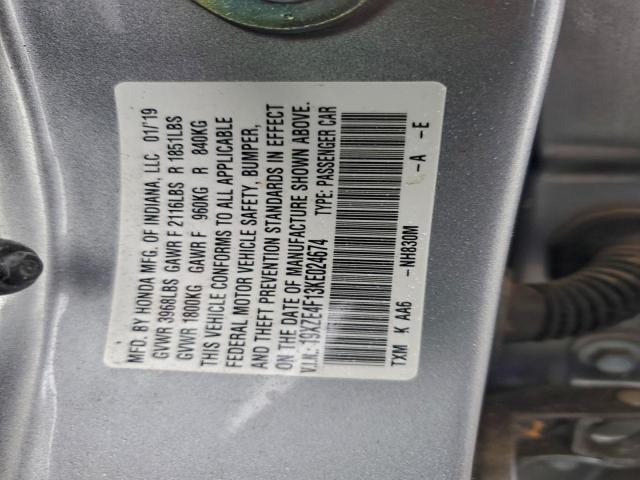 MFD. BY HONDA MFG. OF INDIANA, LLC 01/'19
GVWR 3968LBS GAWR F 2116LBS R 1851LBS
GVWR 1800KG GAWR F 960KG R 840KG
THIS VEHICLE CONFORMS TO ALL APPLICABLE
FEDERAL MOTOR VEHICLE SAFETY, BUMPER,
AND THEFT PREVENTION STANDARDS IN EFFECT
ON THE DATE OF MANUFACTURE SHOWN ABOVE.
V.I.N.: 19XZE4F13KE024674 TYPE: PASSENGER CAR
TXM K AA6 -NH830M -A -E